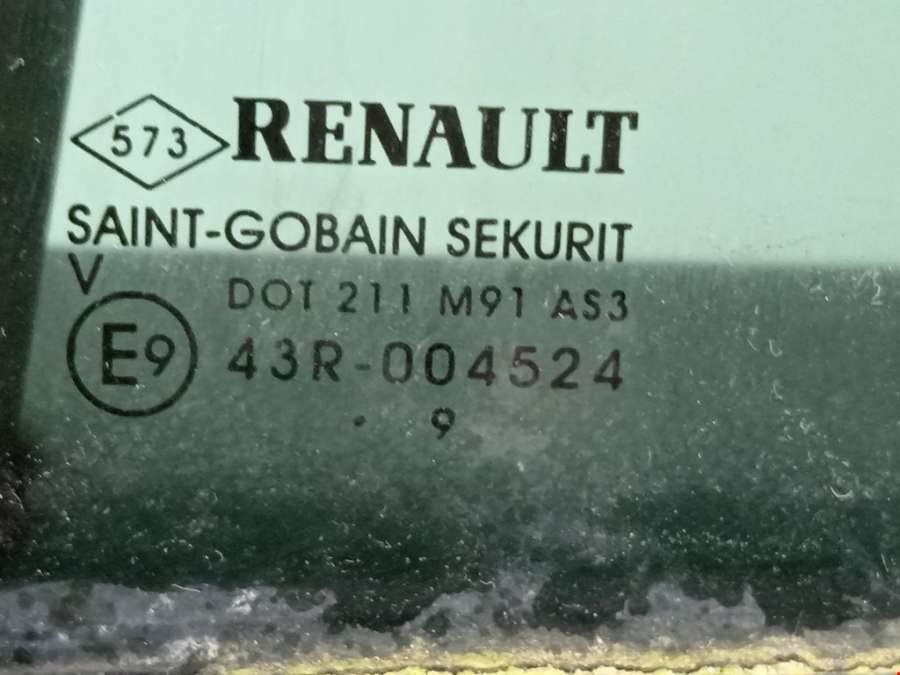 573 RENAULT
SAINT-GOBAIN SEKURIT
V
DOT 211 M91 AS3
E9 43R-004524
. 9